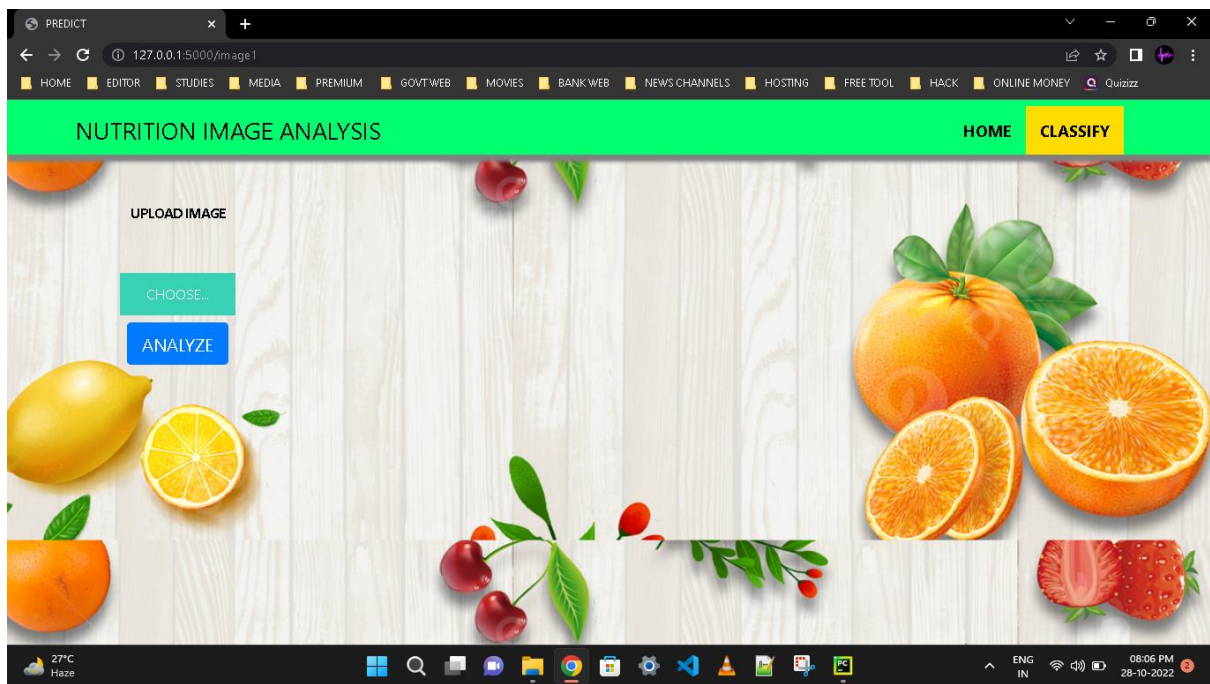 PREDICT
127.0.0.1:5000/image1
HOME EDITOR STUDIES MEDIA PREMIUM GOVT WEB MOVIES BANK WEB NEWS CHANNELS HOSTING FREE TOOL HACK ONLINE MONEY Quizizz
NUTRITION IMAGE ANALYSIS HOME CLASSIFY
UPLOAD IMAGE
CHOOSE...
ANALYZE
27°C
Haze
ENG
IN
08:06 PM
28-10-2022
2